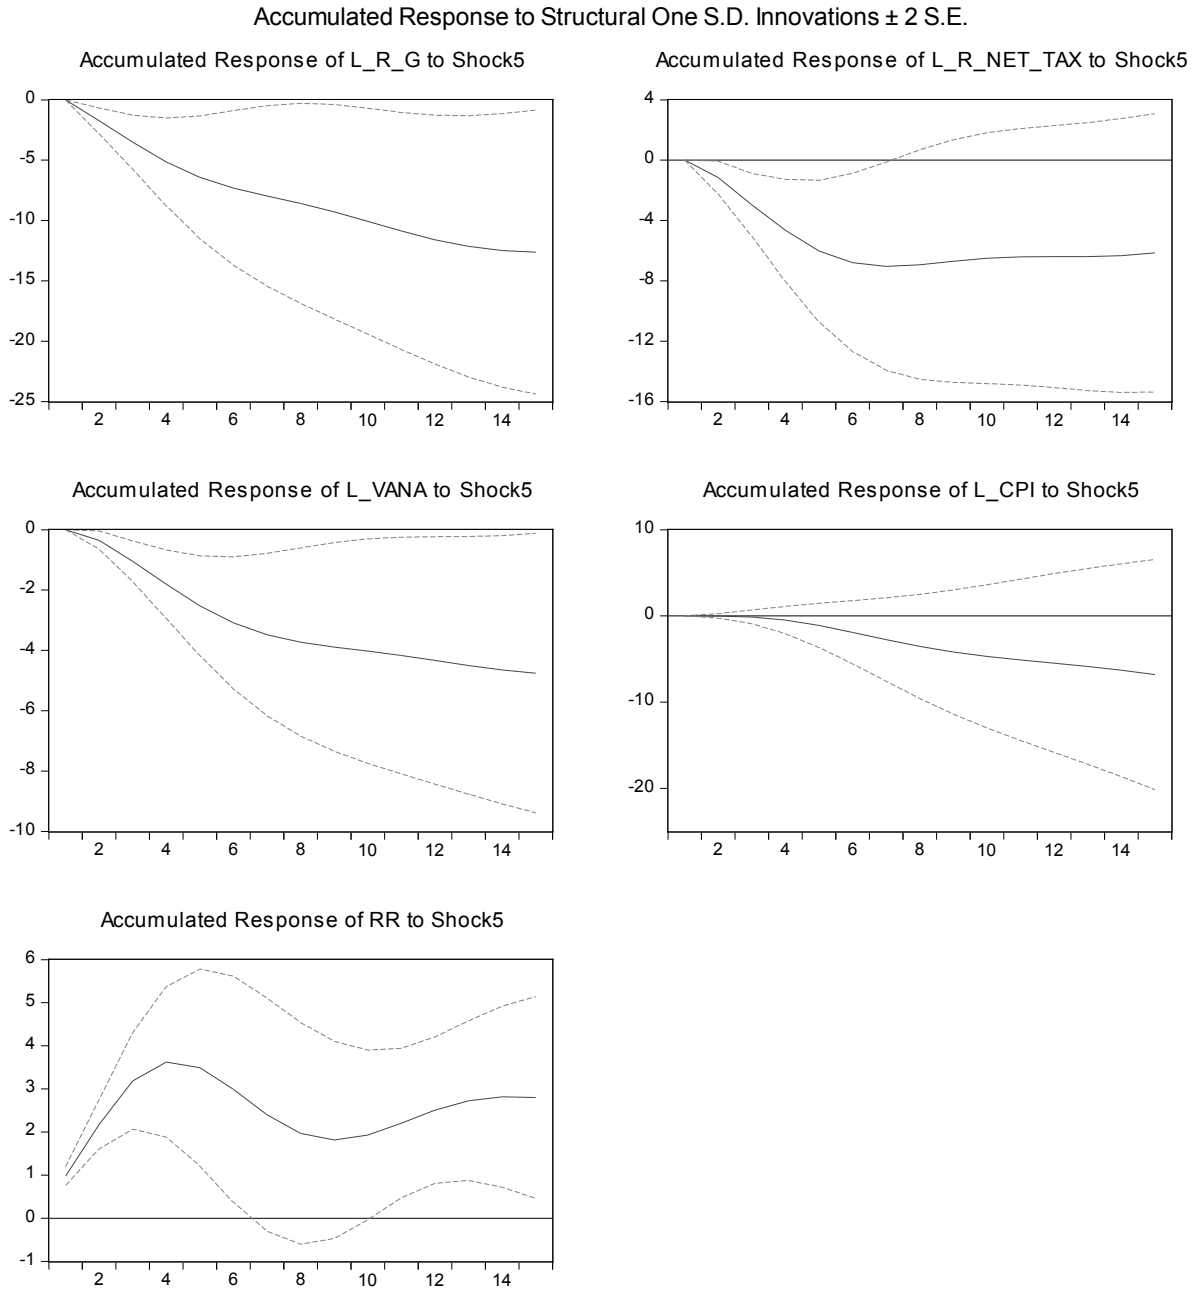 Accumulated Response to Structural One S.D. Innovations ± 2 S.E.
Accumulated Response of L_R_G to Shock5
0
-5
-10
-15
-20
-25
2 4 6 8 10 12 14
Accumulated Response of L_R_NET_TAX to Shock5
4
0
-4
-8
-12
-16
2 4 6 8 10 12 14
Accumulated Response of L_VANA to Shock5
0
-2
-4
-6
-8
-10
2 4 6 8 10 12 14
Accumulated Response of L_CPI to Shock5
10
0
-10
-20
2 4 6 8 10 12 14
Accumulated Response of RR to Shock5
6
5
4
3
2
1
0
-1
2 4 6 8 10 12 14